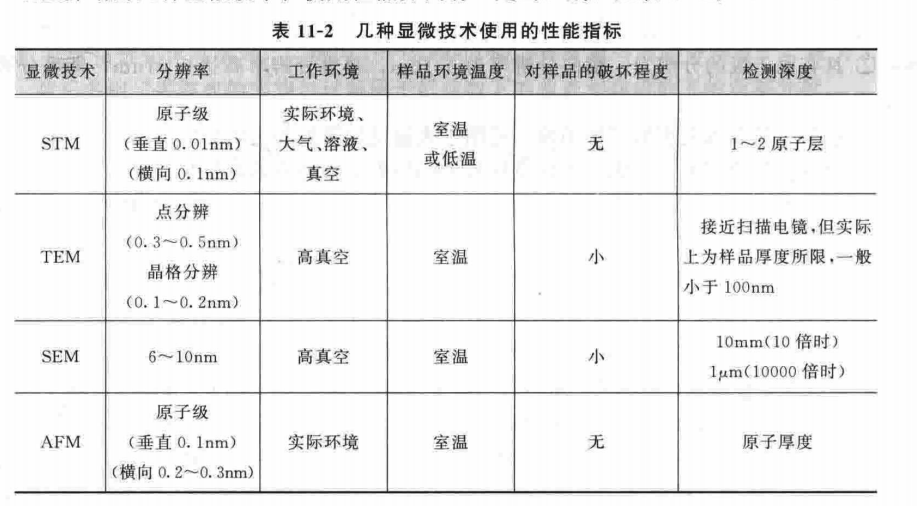 表 11-2 几种显微技术使用的性能指标
显微技术 分辨率 工作环境 样品环境温度 对样品的破坏程度 检测深度
STM
原子级
(垂直 0.01nm)
(横向 0.1nm)
实际环境、
大气、溶液、
真空
室温
或低温
无
1～2 原子层
TEM
点分辨
(0.3～0.5nm)
晶格分辨
(0.1～0.2nm)
高真空
室温
小
接近扫描电镜,但实际
上为样品厚度所限,一般
小于 100nm
SEM
6～10nm
高真空
室温
小
10mm(10 倍时)
1μm(10000 倍时)
AFM
原子级
(垂直 0.1nm)
(横向 0.2～0.3nm)
实际环境
室温
无
原子厚度